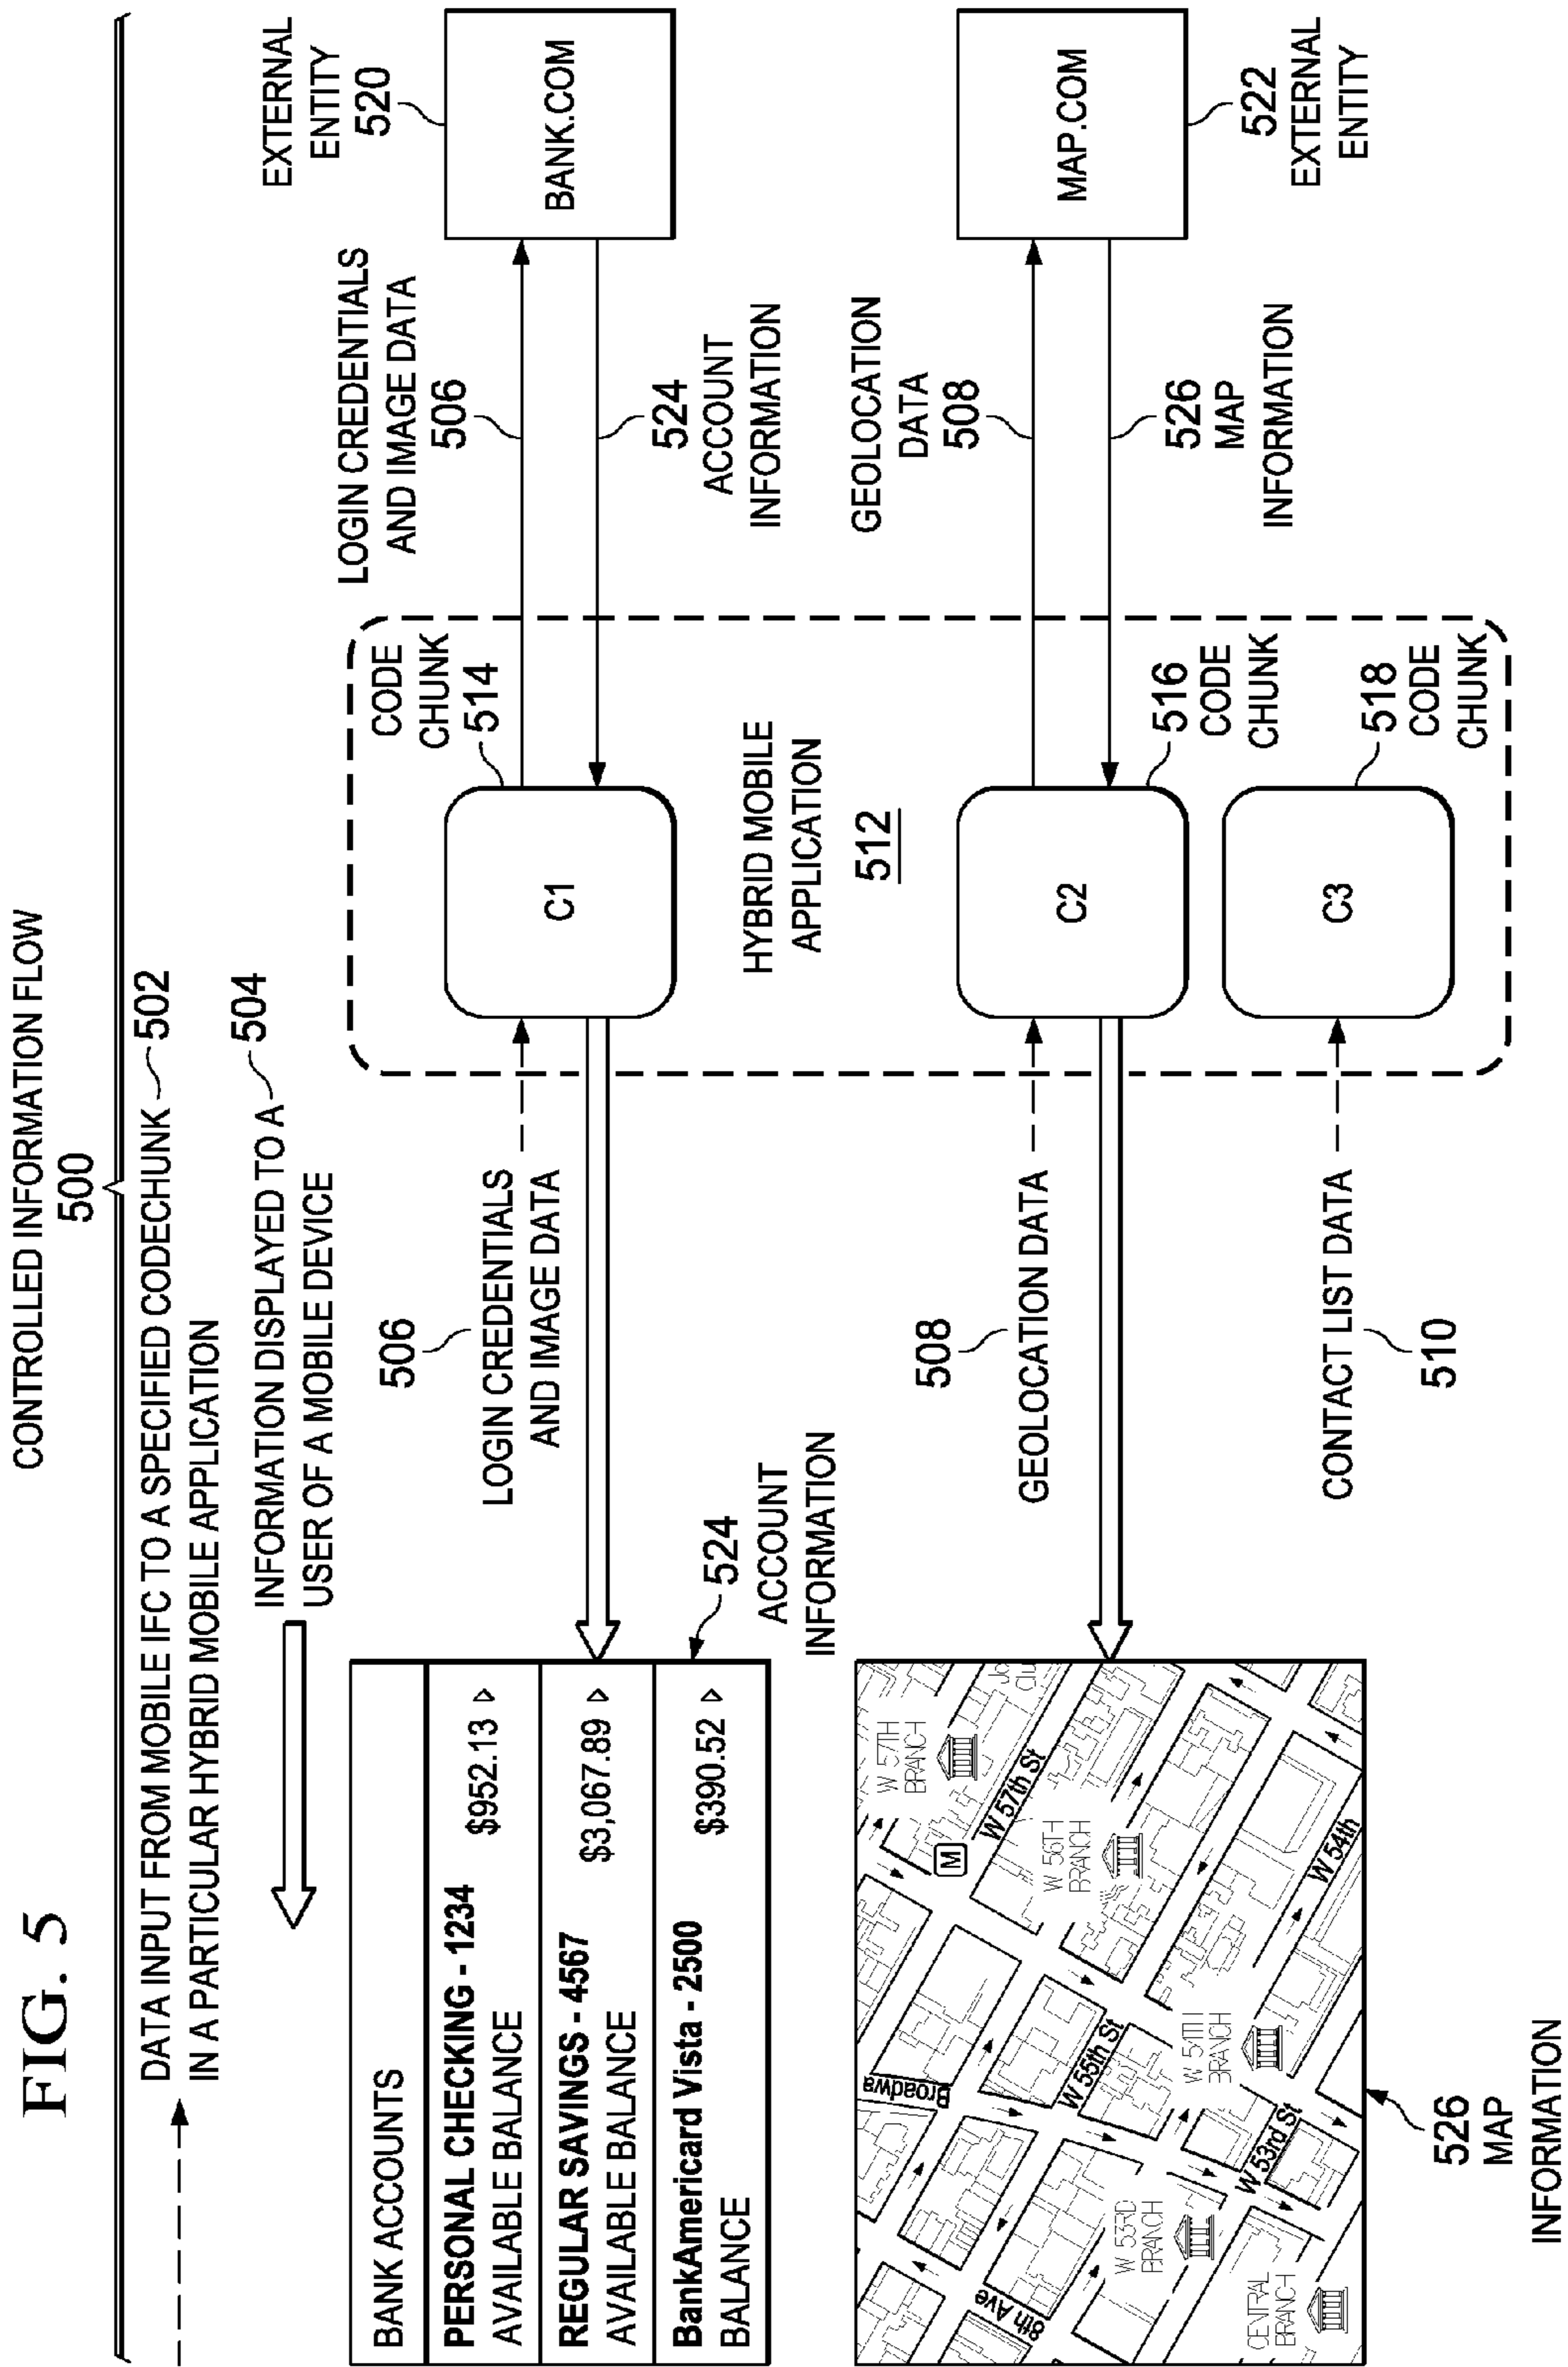 FIG. 5
CONTROLLED INFORMATION FLOW
500
DATA INPUT FROM MOBILE IFC TO A SPECIFIED CODECHUNK 502
IN A PARTICULAR HYBRID MOBILE APPLICATION
INFORMATION DISPLAYED TO A 504
USER OF A MOBILE DEVICE
BANK ACCOUNTS
PERSONAL CHECKING - 1234
AVAILABLE BALANCE $952.13
REGULAR SAVINGS - 4567
AVAILABLE BALANCE $3,067.89
BankAmericard Vista - 2500
BALANCE $390.52
524
ACCOUNT
INFORMATION
506
LOGIN CREDENTIALS
AND IMAGE DATA
CODE
CHUNK
514
C1
LOGIN CREDENTIALS
AND IMAGE DATA
506
524
ACCOUNT
INFORMATION
EXTERNAL
ENTITY
520
BANK.COM
HYBRID MOBILE
APPLICATION
512
W 57TH
BRANCH
M
W 57th St
W 56TH
BRANCH
Broadwa
W 55th St
W 54TH
BRANCH
W 54th
8th Ave
W 53RD
BRANCH
W 53rd St
CENTRAL
BRANCH
526
MAP
INFORMATION
508
GEOLOCATION DATA
C2
516
CODE
CHUNK
GEOLOCATION
DATA
508
526
MAP
INFORMATION
MAP.COM
522
EXTERNAL
ENTITY
CONTACT LIST DATA
510
C3
518
CODE
CHUNK